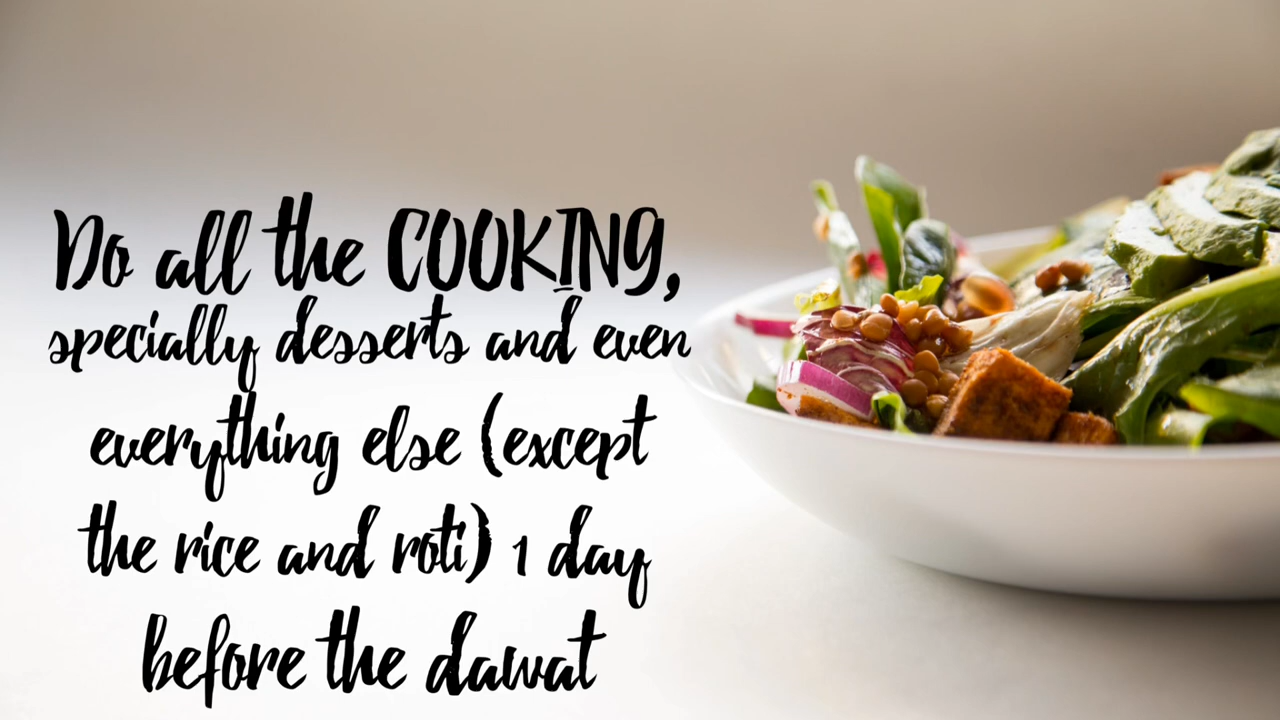 Do all the COOKING,
specially desserts and even
everything else (except
the rice and roti) 1 day
before the dawat